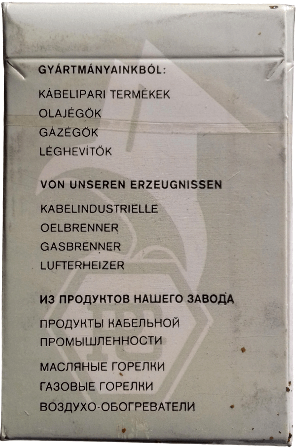 GYÁRTMÁNYAINKBÓL:
KÁBELIPARI TERMÉKEK
OLAJÉGŐK
GÁZÉGŐK
LÉGHEVÍTŐK
VON UNSEREN ERZEUGNISSEN
KABELINDUSTRIELLE
OELBRENNER
GASBRENNER
LUFTERHEIZER
ИЗ ПРОДУКТОВ НАШЕГО ЗАВОДА
ПРОДУКТЫ КАБЕЛЬНОЙ
ПРОМЫШЛЕННОСТИ
МАСЛЯНЫЕ ГОРЕЛКИ
ГАЗОВЫЕ ГОРЕЛКИ
ВОЗДУХО-ОБОГРЕВАТЕЛИ